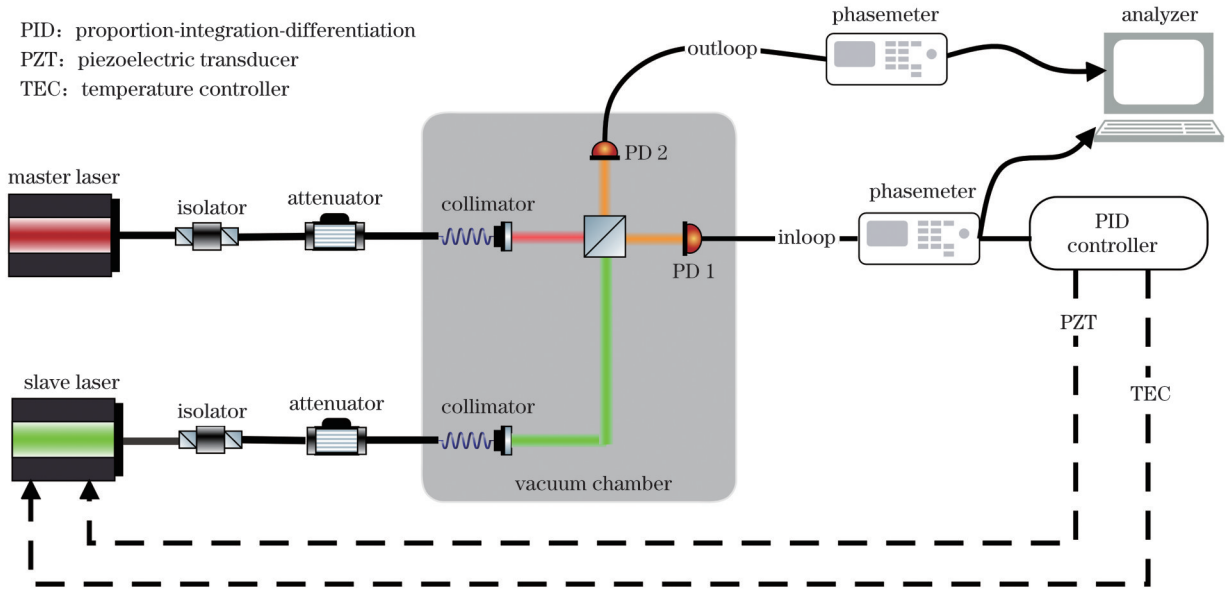 PID：proportion-integration-differentiation
PZT：piezoelectric transducer
TEC：temperature controller
phasemeter
analyzer
outloop
PD 2
master laser
isolator
attenuator
collimator
phasemeter
inloop
PID
controller
PD 1
PZT
TEC
slave laser
isolator
attenuator
collimator
vacuum chamber